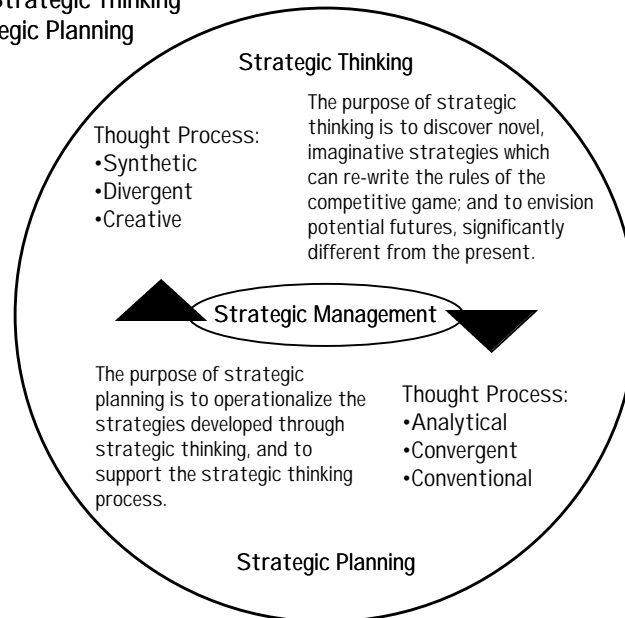 Strategic Thinking
egic Planning
Strategic Thinking
The purpose of strategic
thinking is to discover novel,
imaginative strategies which
can re-write the rules of the
competitive game; and to envision
potential futures, significantly
different from the present.
Thought Process:
•Synthetic
•Divergent
•Creative
Strategic Management
The purpose of strategic
planning is to operationalize the
strategies developed through
strategic thinking, and to
support the strategic thinking
process.
Thought Process:
•Analytical
•Convergent
•Conventional
Strategic Planning